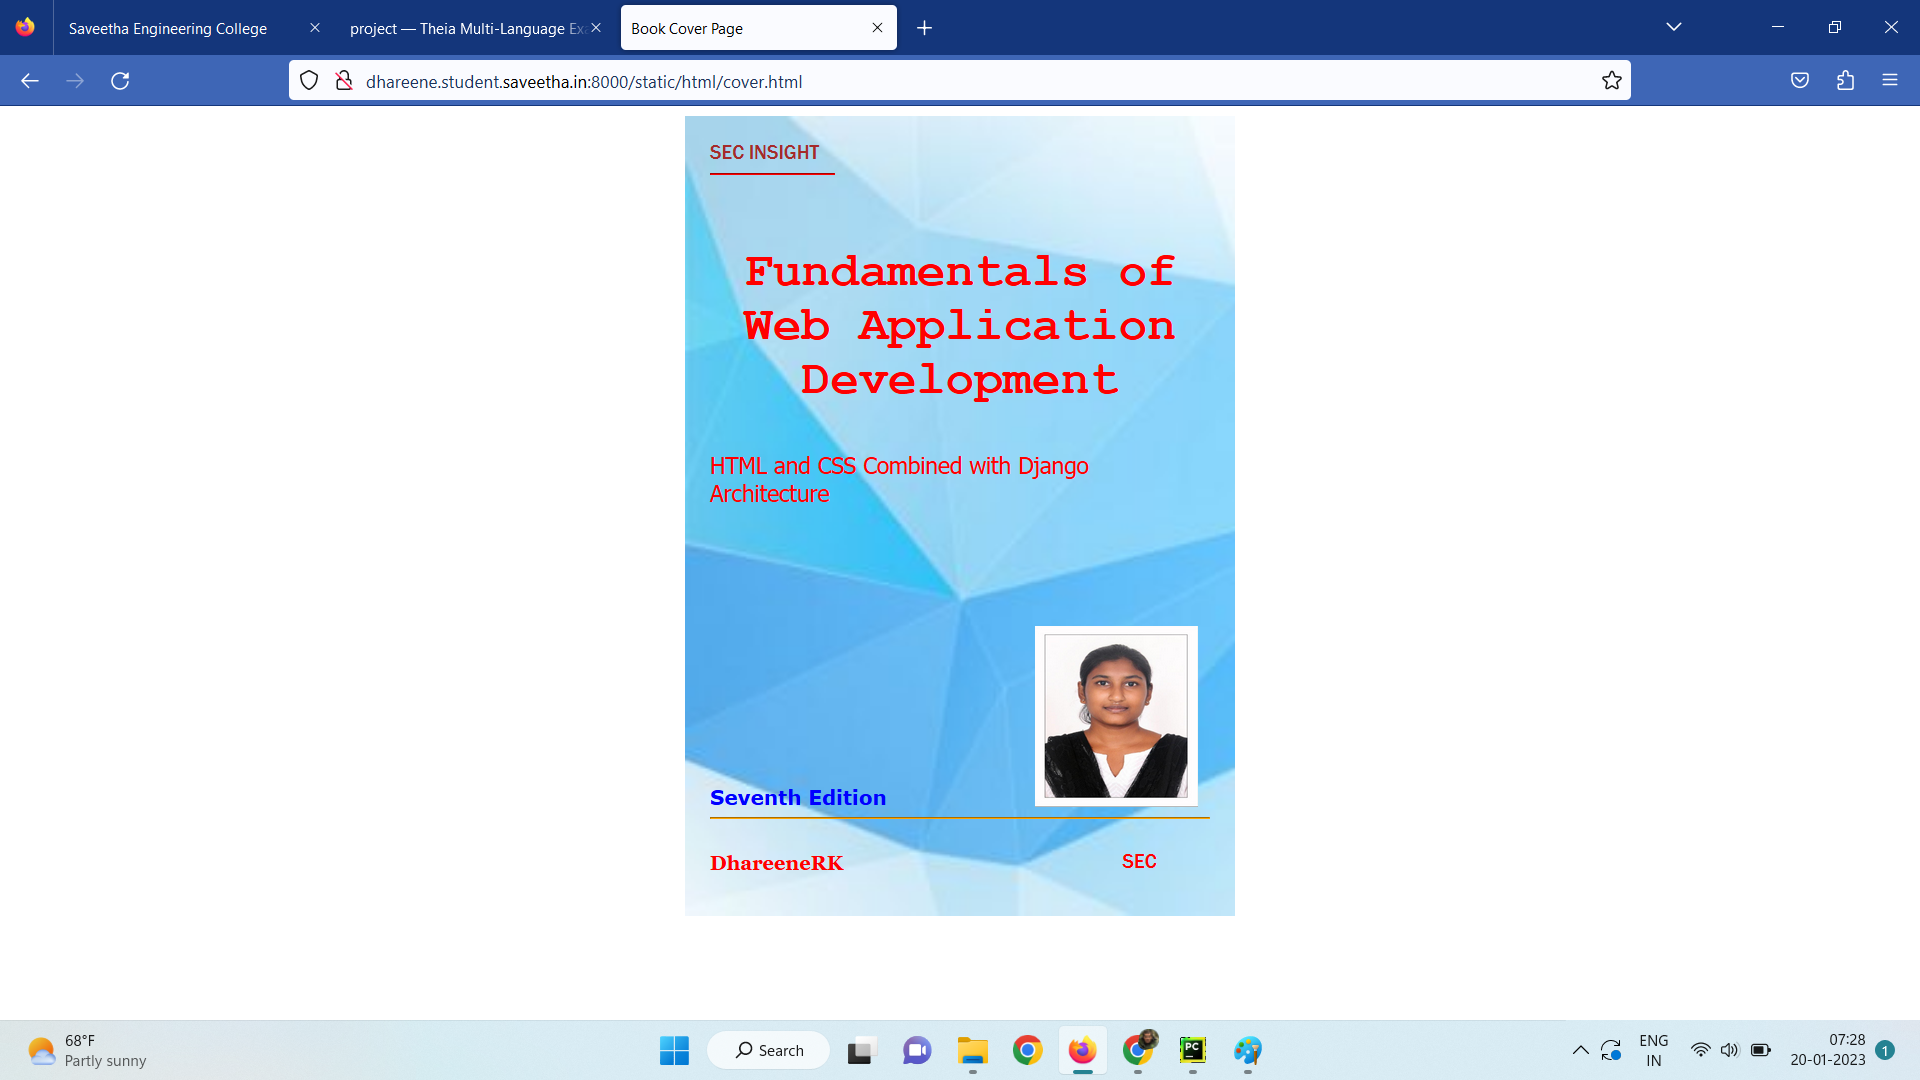 Saveetha Engineering College
project — Theia Multi-Language Ex
Book Cover Page
dhareene.student.saveetha.in:8000/static/html/cover.html
SEC INSIGHT
Fundamentals of
Web Application
Development
HTML and CSS Combined with Django
Architecture
Seventh Edition
DhareeneRK
SEC
68°F
Partly sunny
Search
PC
ENG
IN
07:28
20-01-2023
1